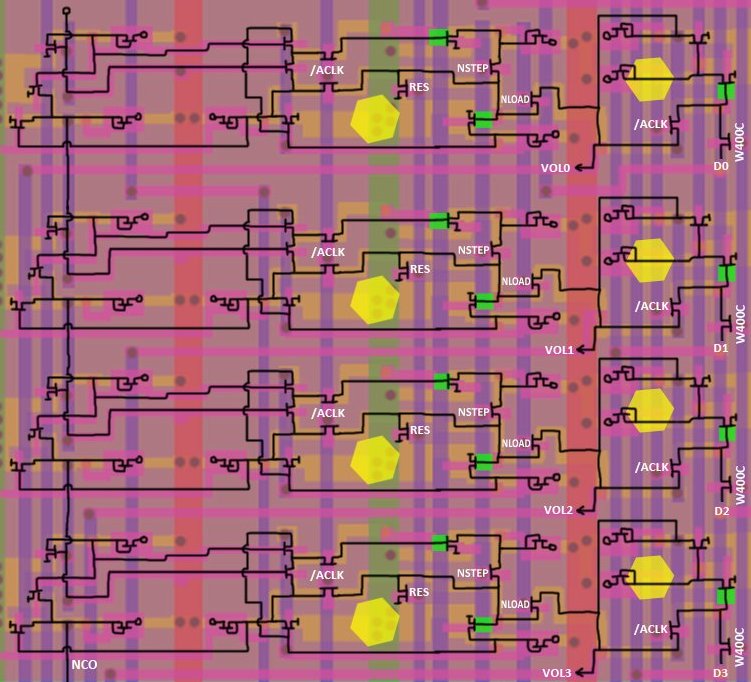 /ACLK
RES
NSTEP
NLOAD
/ACLK
W400C
VOL0
D0
/ACLK
RES
NSTEP
NLOAD
/ACLK
W400C
VOL1
D1
/ACLK
RES
NSTEP
NLOAD
/ACLK
W400C
VOL2
D2
/ACLK
RES
NSTEP
NLOAD
/ACLK
W400C
NCO
VOL3
D3